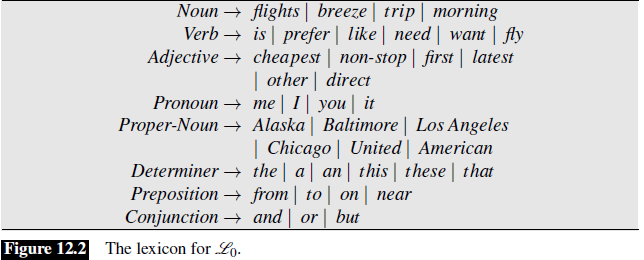 Noun → flights | breeze | trip | morning
Verb → is | prefer | like | need | want | fly
Adjective → cheapest | non-stop | first | latest
| other | direct
Pronoun → me | I | you | it
Proper-Noun → Alaska | Baltimore | Los Angeles
| Chicago | United | American
Determiner → the | a | an | this | these | that
Preposition → from | to | on | near
Conjunction → and | or | but
Figure 12.2 The lexicon for ℒ₀.